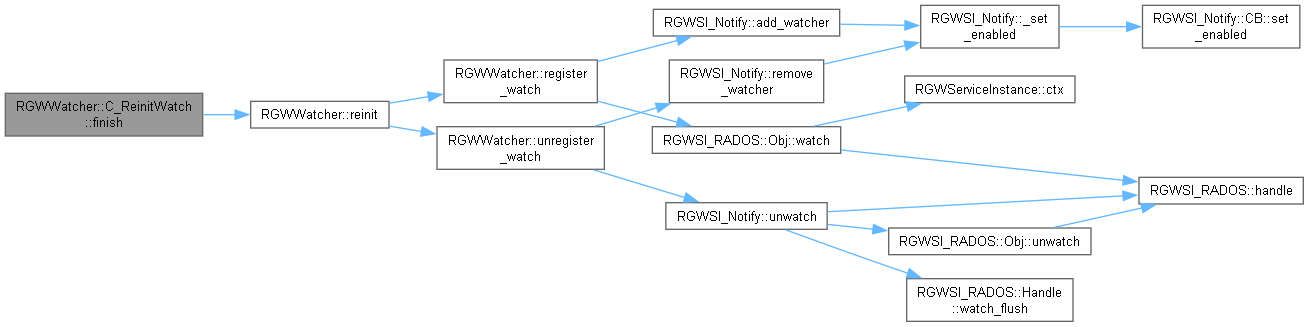 RGWWatcher::C_ReinitWatch
::finish
RGWWatcher::reinit
RGWWatcher::register
_watch
RGWWatcher::unregister
_watch
RGWSI_Notify::add_watcher
RGWSI_Notify::remove
_watcher
RGWSI_RADOS::Obj::watch
RGWSI_Notify::unwatch
RGWSI_Notify::_set
_enabled
RGWServiceInstance::ctx
RGWSI_RADOS::Obj::unwatch
RGWSI_RADOS::Handle
::watch_flush
RGWSI_Notify::CB::set
_enabled
RGWSI_RADOS::handle